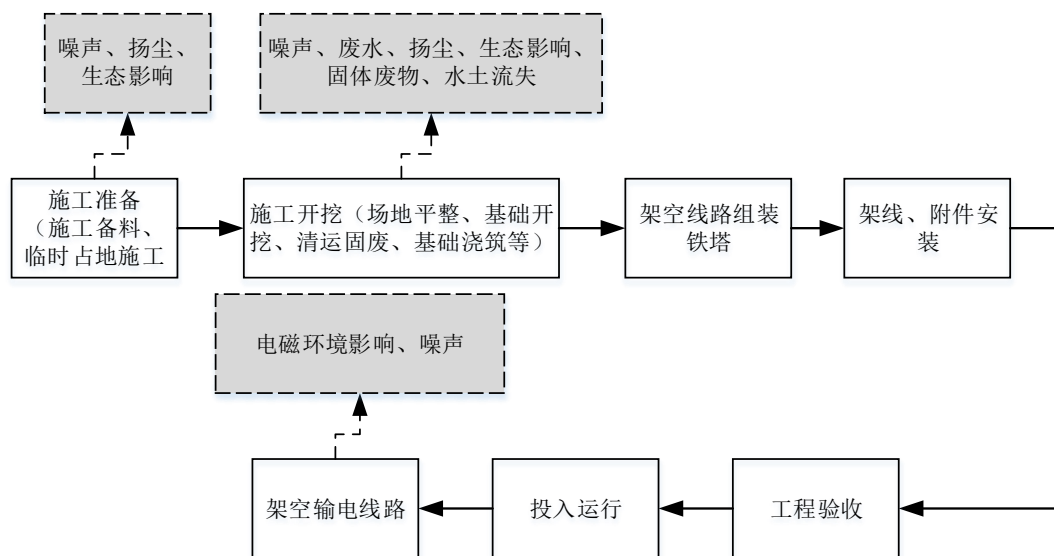 噪声、扬尘、
生态影响
噪声、废水、扬尘、生态影响、
固体废物、水土流失
施工准备
（施工备料、
临时占地施工
施工开挖（场地平整、基础开
挖、清运固废、基础浇筑等）
架空线路组装
铁塔
架线、附件安
装
电磁环境影响、噪声
架空输电线路
投入运行
工程验收